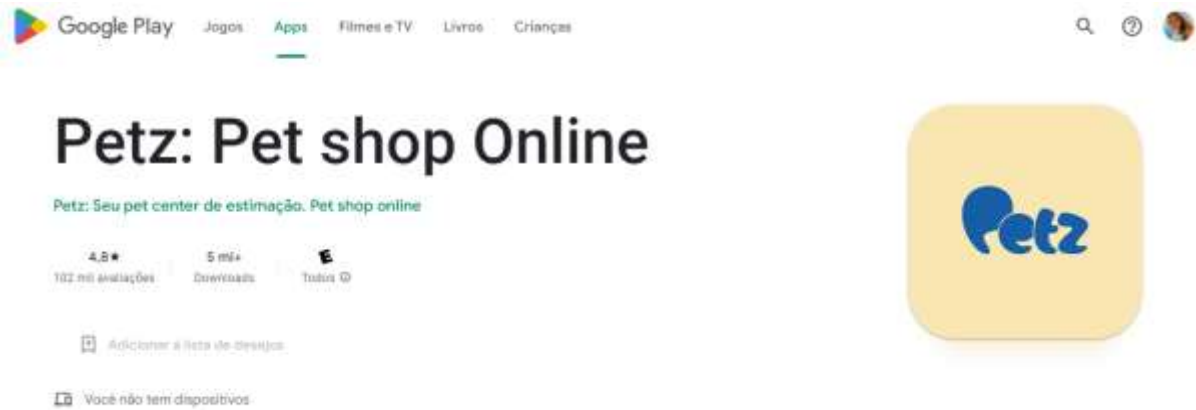 Google Play Jogos Apps Filmes e TV Livros Crianças
Petz: Pet shop Online
Petz: Seu pet center de estimação. Pet shop online
Petz
4,8★ 5 mi+ E
102 mil avaliações Downloads Todos
Adicionar à lista de desejos
Você não tem dispositivos